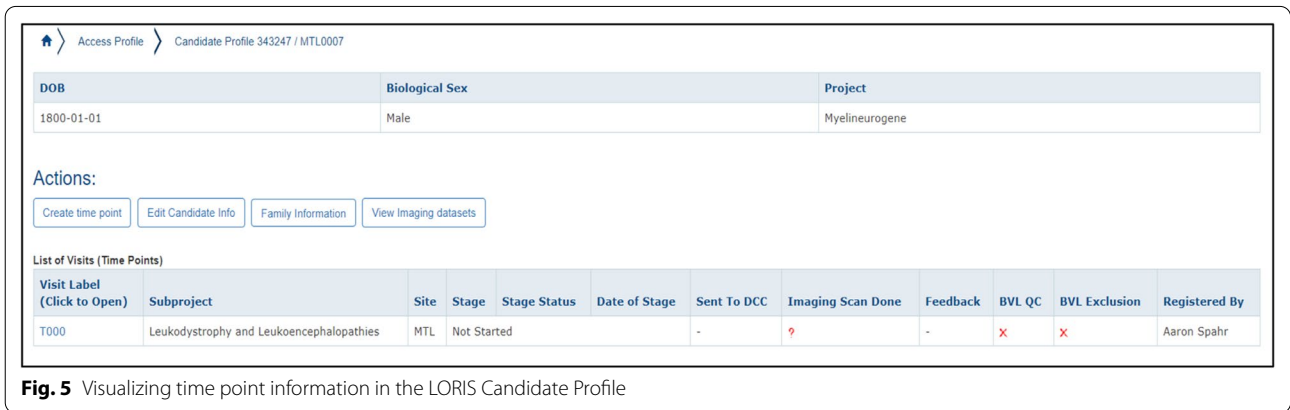 Access Profile Candidate Profile 343247 / MTL0007
DOB Biological Sex Project
1800-01-01 Male Myelineurogene
Actions:
Create time point Edit Candidate Info Family Information View Imaging datasets
List of Visits (Time Points)
Visit Label
(Click to Open) Subproject Site Stage Stage Status Date of Stage Sent To DCC Imaging Scan Done Feedback BVL QC BVL Exclusion Registered By
T000 Leukodystrophy and Leukoencephalopathies MTL Not Started - ? - X X Aaron Spahr
Fig. 5 Visualizing time point information in the LORIS Candidate Profile